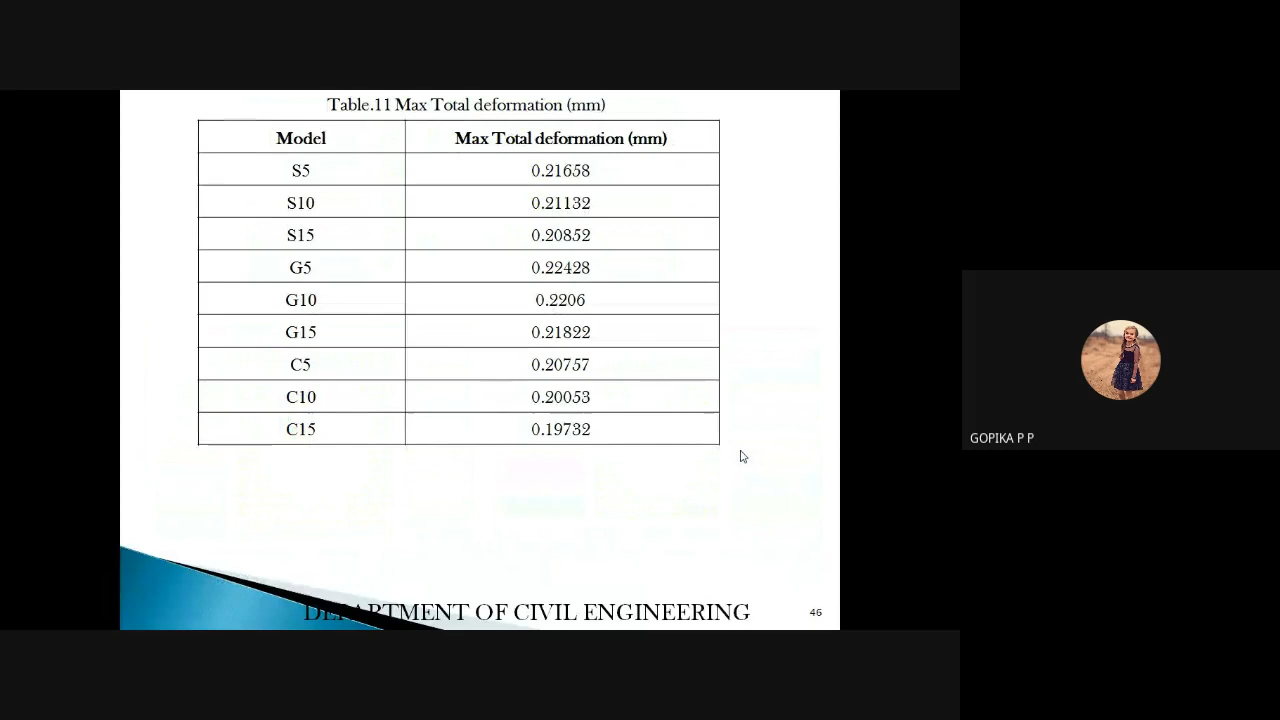 Table.11 Max Total deformation (mm)
Model Max Total deformation (mm)
S5 0.21658
S10 0.21132
S15 0.20852
G5 0.22428
G10 0.2206
G15 0.21822
C5 0.20757
C10 0.20053
C15 0.19732
GOPIKA P P
DEPARTMENT OF CIVIL ENGINEERING 46